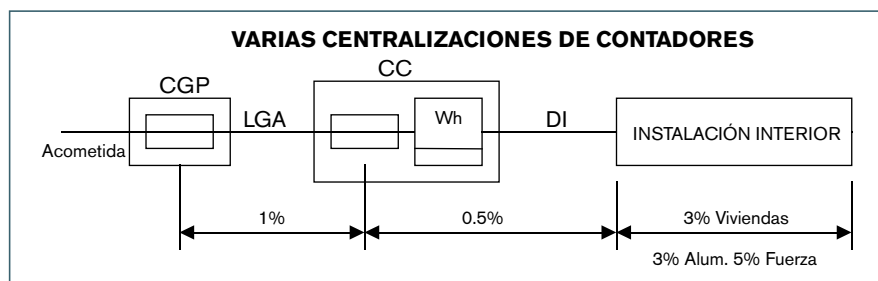 VARIAS CENTRALIZACIONES DE CONTADORES
CC
CGP
LGA
Wh
DI
INSTALACIÓN INTERIOR
Acometida
1%
0.5%
3% Viviendas
3% Alum. 5% Fuerza